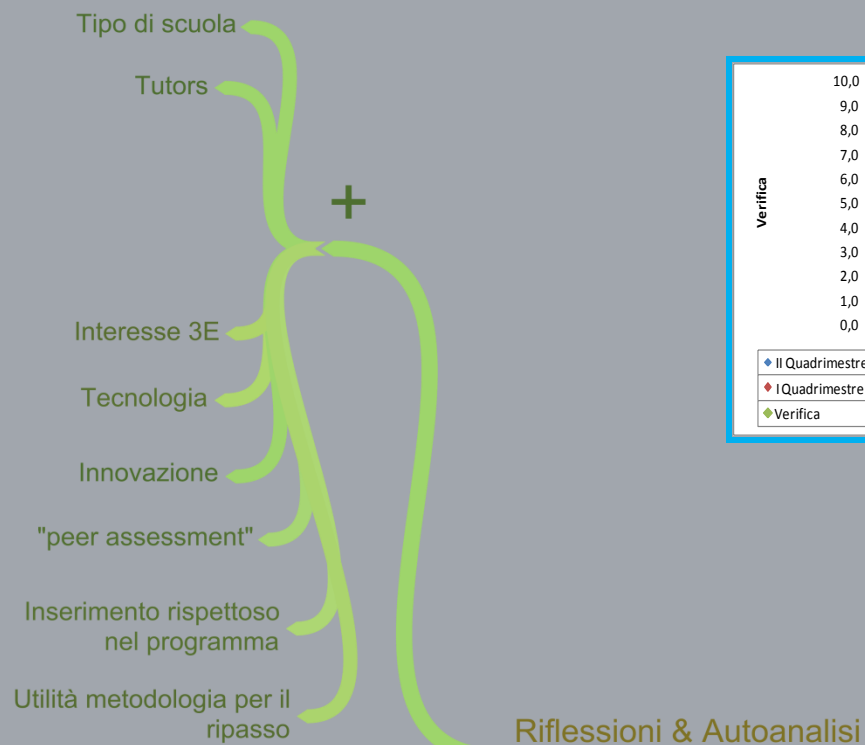 Tipo di scuola
Tutors
+
Interesse 3E
Tecnologia
Innovazione
"peer assessment"
Inserimento rispettoso
nel programma
Utilità metodologia per il
ripasso
Riflessioni & Autoanalisi
Verifica
10,0
9,0
8,0
7,0
6,0
5,0
4,0
3,0
2,0
1,0
0,0
II Quadrimestre
I Quadrimestre
Verifica